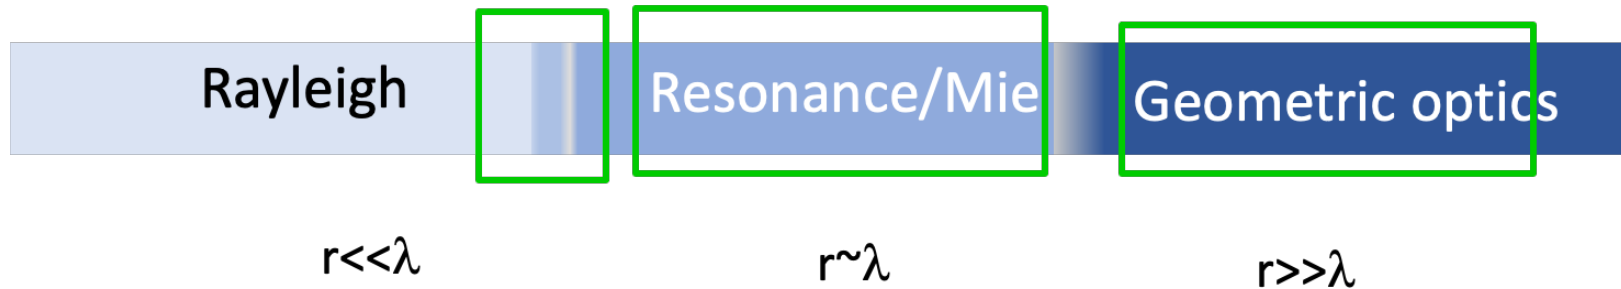 Rayleigh Resonance/Mie Geometric optics
r<<λ r~λ r>>λ